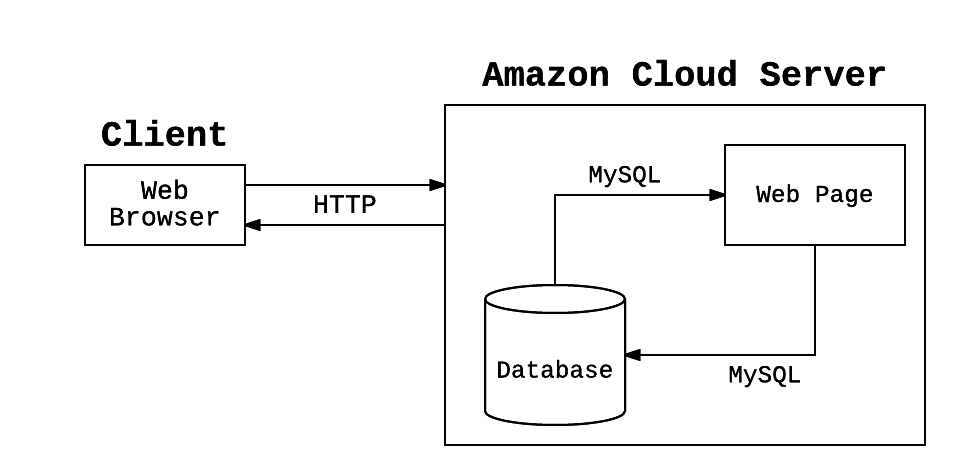 Amazon Cloud Server
Client
Web
Browser
HTTP
MySQL
Web Page
Database
MySQL